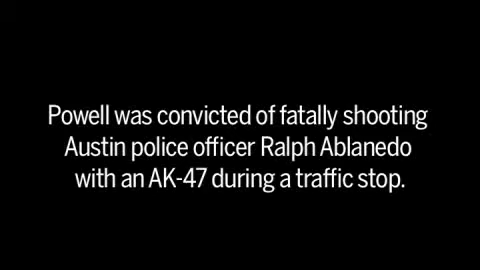 Powell was convicted of fatally shooting
Austin police officer Ralph Ablanedo
with an AK-47 during a traffic stop.